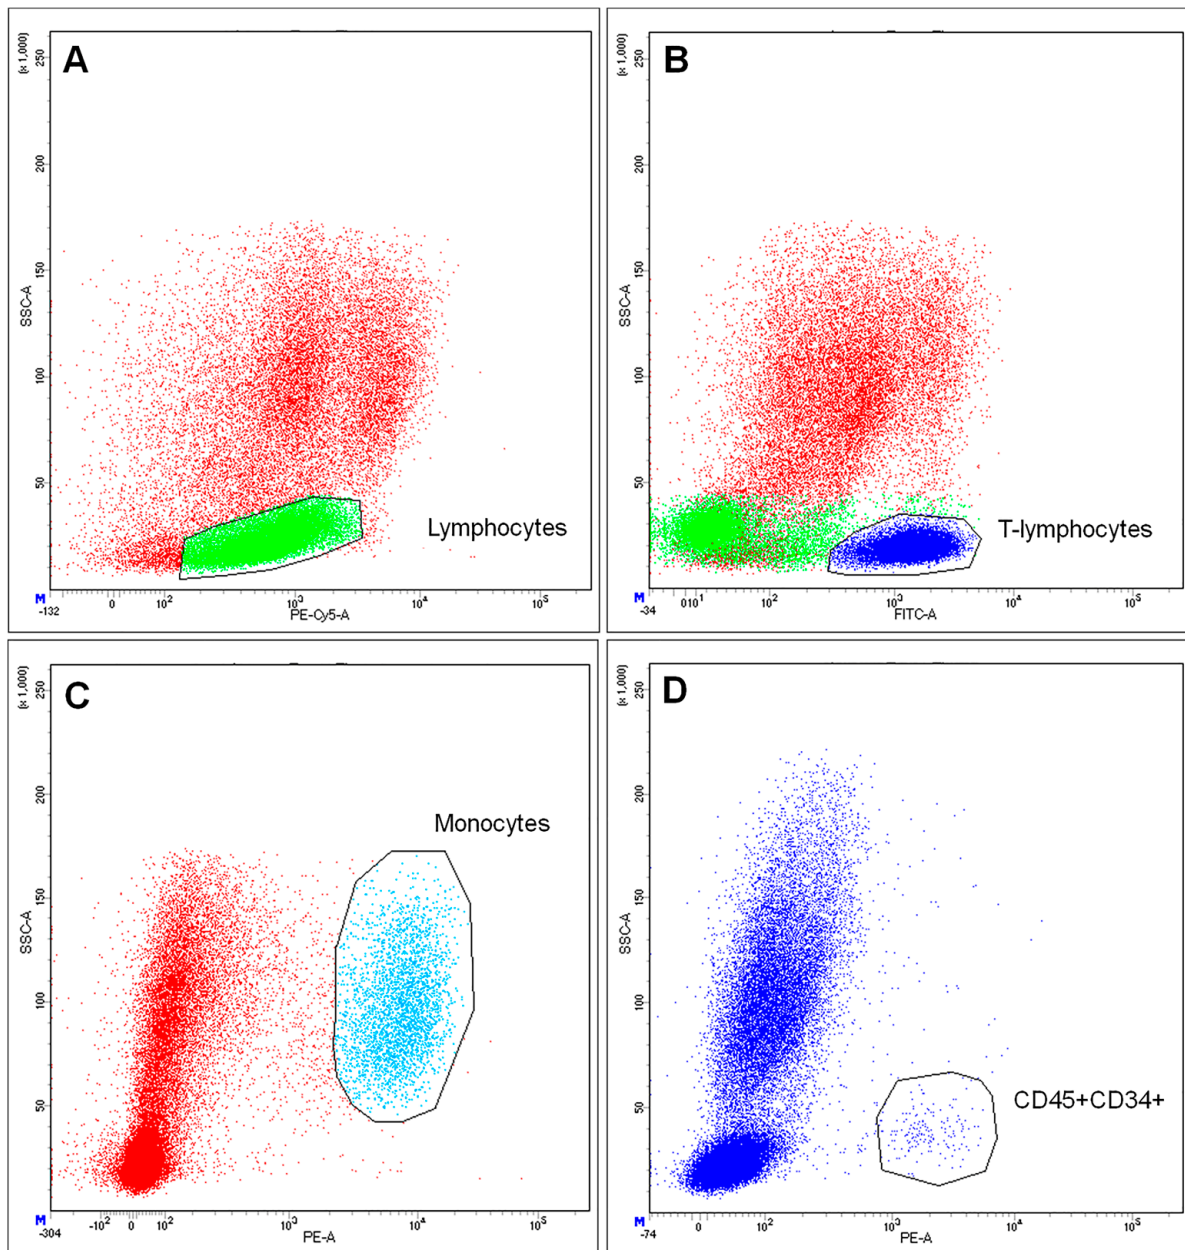 A
(x 1,000)
250
200
150
100
50
SSC-A
Lymphocytes
M
-132
0
10²
10³
10⁴
10⁵
PE-Cy5-A
B
(x 1,000)
250
200
150
100
50
SSC-A
T-lymphocytes
M
-34
010¹
10²
10³
10⁴
10⁵
FITC-A
C
(x 1,000)
250
200
150
100
50
SSC-A
Monocytes
M
-304
-10²
0
10²
10³
10⁴
10⁵
PE-A
D
(x 1,000)
250
200
150
100
50
SSC-A
CD45+CD34+
M
-74
0
10²
10³
10⁴
10⁵
PE-A